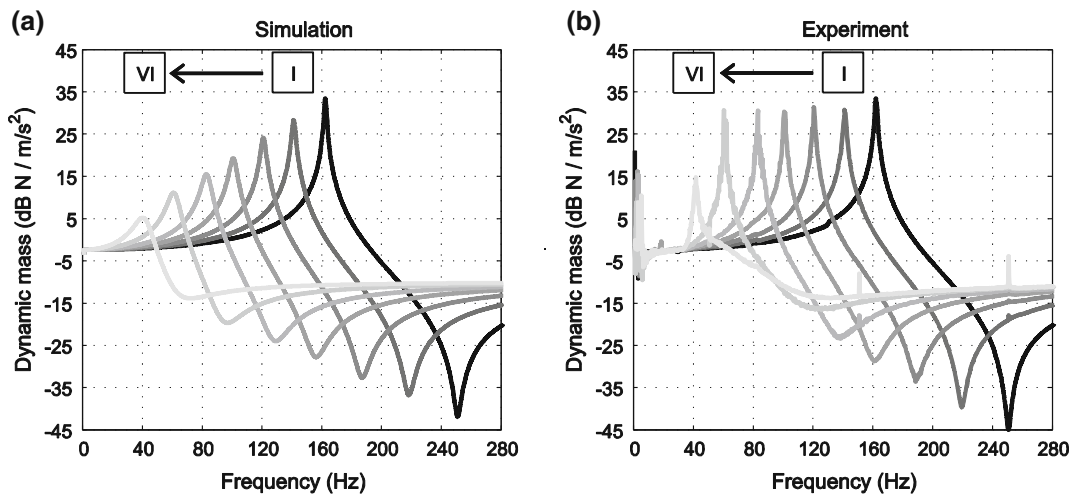 (a)
Simulation
VI
I
45
35
25
15
5
-5
-15
-25
-35
-45
Dynamic mass (dB N / m/s²)
0 40 80 120 160 200 240 280
Frequency (Hz)
(b)
Experiment
VI
I
45
35
25
15
5
-5
-15
-25
-35
-45
Dynamic mass (dB N / m/s²)
0 40 80 120 160 200 240 280
Frequency (Hz)